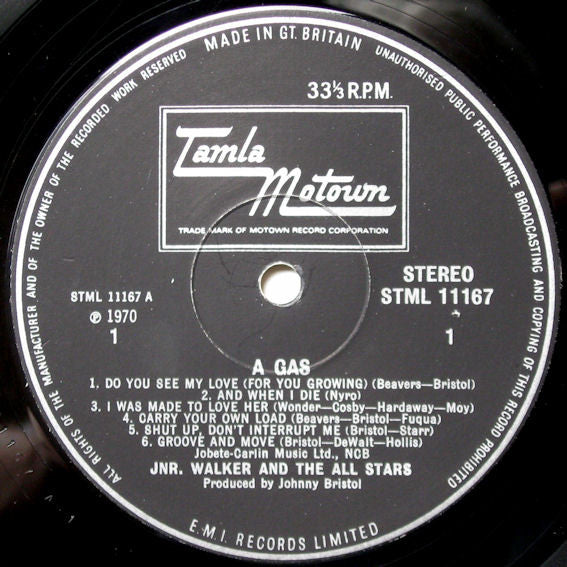 MADE IN GT. BRITAIN
UNAUTHORISED PUBLIC PERFORMANCE BROADCASTING AND COPYING OF THIS RECORD PROHIBITED
E.M.I. RECORDS LIMITED
ALL RIGHTS OF THE MANUFACTURER AND OF THE OWNER OF THE RECORDED WORK RESERVED
33⅓ R.P.M.
Tamla
Motown
TRADE MARK OF MOTOWN RECORD CORPORATION
STEREO
STML 11167
1
STML 11167 A
℗ 1970
1
A GAS
1. DO YOU SEE MY LOVE (FOR YOU GROWING) (Beavers—Bristol)
2. AND WHEN I DIE (Nyro)
3. I WAS MADE TO LOVE HER (Wonder—Cosby—Hardaway—Moy)
4. CARRY YOUR OWN LOAD (Beavers—Bristol—Fuqua)
5. SHUT UP, DON'T INTERRUPT ME (Bristol—Starr)
6. GROOVE AND MOVE (Bristol—DeWalt—Hollis)
Jobete-Carlin Music Ltd., NCB
JNR. WALKER AND THE ALL STARS
Produced by Johnny Bristol